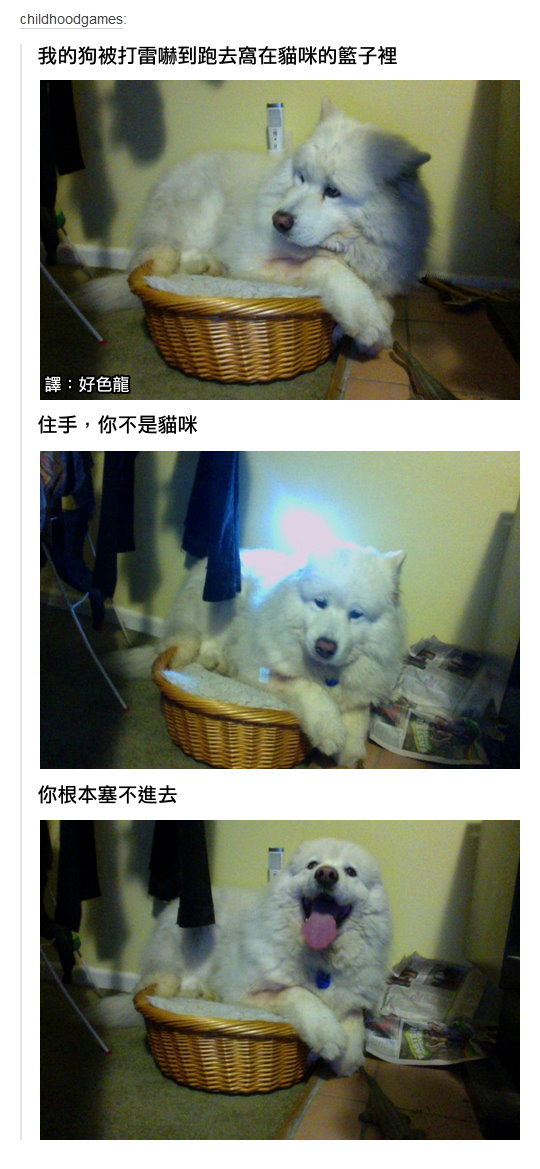 childhoodgames:
我的狗被打雷嚇到跑去窩在貓咪的籃子裡
譯：好色龍
住手，你不是貓咪
你根本塞不進去